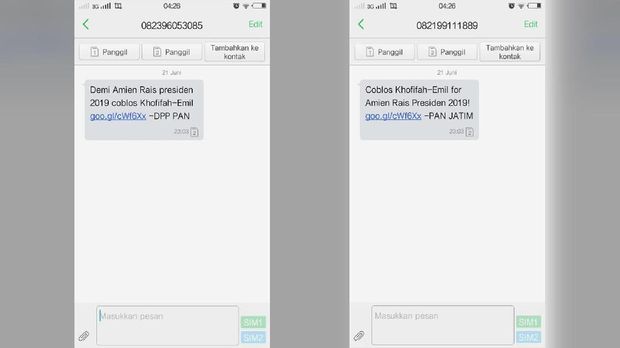 3G
04:26
082396053085
Edit
1 Panggil
2 Panggil
Tambahkan ke
kontak
21 Juni
Demi Amien Rais presiden
2019 coblos Khofifah-Emil
goo.gl/cWf6Xx -DPP PAN
23:03 2
Masukkan pesan
SIM1
SIM2
3G
04:26
082199111889
Edit
1 Panggil
2 Panggil
Tambahkan ke
kontak
21 Juni
Coblos Khofifah-Emil for
Amien Rais Presiden 2019!
goo.gl/cWf6Xx -PAN JATIM
23:03 2
Masukkan pesan
SIM1
SIM2